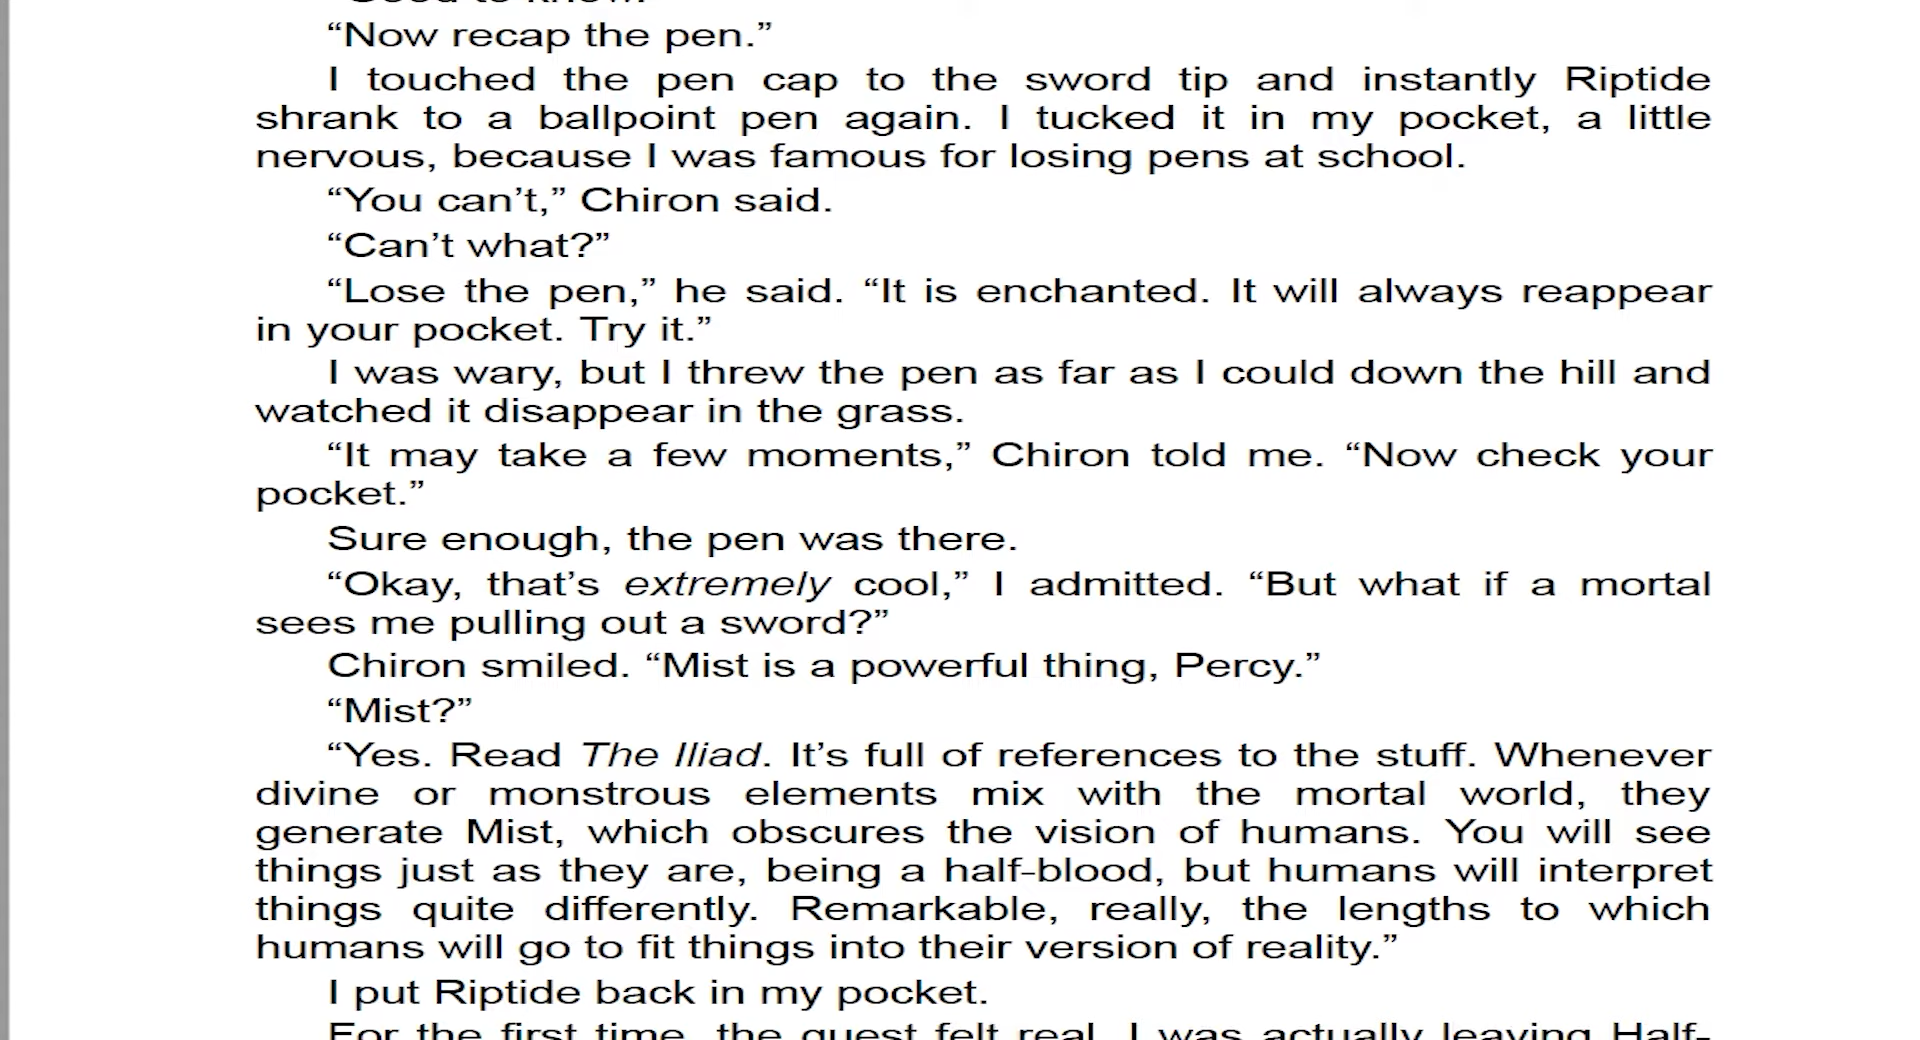 “Now recap the pen.”
I touched the pen cap to the sword tip and instantly Riptide
shrank to a ballpoint pen again. I tucked it in my pocket, a little
nervous, because I was famous for losing pens at school.
“You can’t,” Chiron said.
“Can’t what?”
“Lose the pen,” he said. “It is enchanted. It will always reappear
in your pocket. Try it.”
I was wary, but I threw the pen as far as I could down the hill and
watched it disappear in the grass.
“It may take a few moments,” Chiron told me. “Now check your
pocket.”
Sure enough, the pen was there.
“Okay, that’s extremely cool,” I admitted. “But what if a mortal
sees me pulling out a sword?”
Chiron smiled. “Mist is a powerful thing, Percy.”
“Mist?”
“Yes. Read The Iliad. It’s full of references to the stuff. Whenever
divine or monstrous elements mix with the mortal world, they
generate Mist, which obscures the vision of humans. You will see
things just as they are, being a half-blood, but humans will interpret
things quite differently. Remarkable, really, the lengths to which
humans will go to fit things into their version of reality.”
I put Riptide back in my pocket.
For the first time, the quest felt real. I was actually leaving Half-